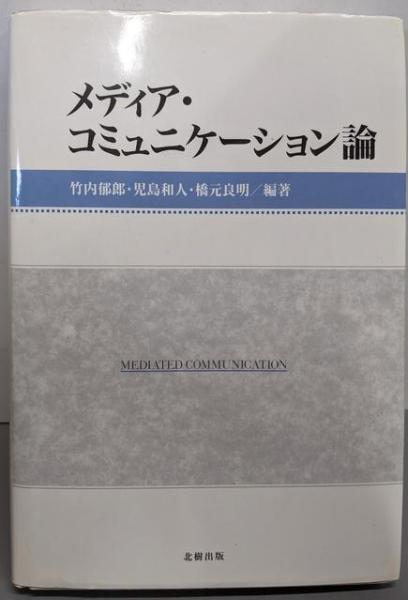 メディア・
コミュニケーション論
竹内郁郎・児島和人・橋元良明／編著
MEDIATED COMMUNICATION
北樹出版